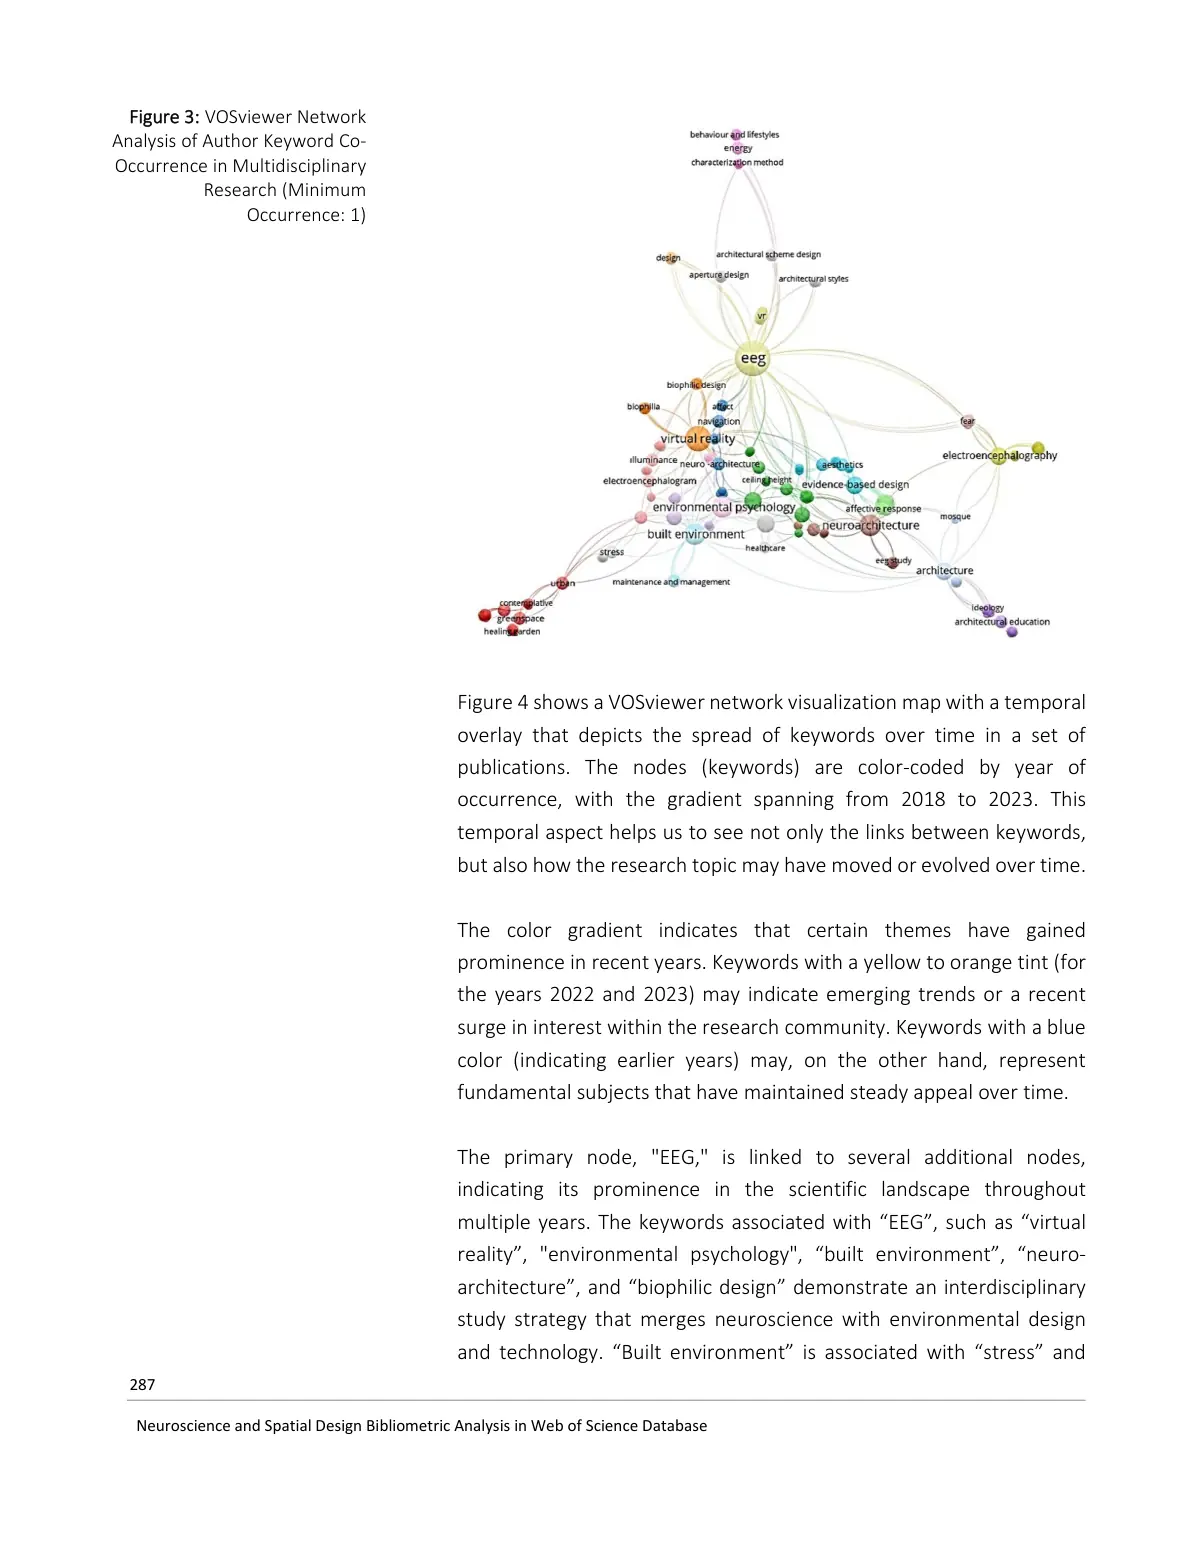 Figure 3: VOSviewer Network
Analysis of Author Keyword Co-
Occurrence in Multidisciplinary
Research (Minimum
Occurrence: 1)
behaviour and lifestyles
energy
characterization method
design
architectural scheme design
aperture design
architectural styles
vr
eeg
biophilic design
biophilia
affect
navigation
fear
virtual reality
electroencephalography
illuminance
neuro-architecture
aesthetics
electroencephalogram
ceiling height
evidence-based design
environmental psychology
affective response
mosque
neuroarchitecture
built environment
healthcare
stress
eeg study
architecture
urban
maintenance and management
contemplative
ideology
greenspace
architectural education
healing garden
Figure 4 shows a VOSviewer network visualization map with a temporal
overlay that depicts the spread of keywords over time in a set of
publications. The nodes (keywords) are color-coded by year of
occurrence, with the gradient spanning from 2018 to 2023. This
temporal aspect helps us to see not only the links between keywords,
but also how the research topic may have moved or evolved over time.
The color gradient indicates that certain themes have gained
prominence in recent years. Keywords with a yellow to orange tint (for
the years 2022 and 2023) may indicate emerging trends or a recent
surge in interest within the research community. Keywords with a blue
color (indicating earlier years) may, on the other hand, represent
fundamental subjects that have maintained steady appeal over time.
The primary node, "EEG," is linked to several additional nodes,
indicating its prominence in the scientific landscape throughout
multiple years. The keywords associated with “EEG”, such as “virtual
reality”, "environmental psychology", “built environment”, “neuro-
architecture”, and “biophilic design” demonstrate an interdisciplinary
study strategy that merges neuroscience with environmental design
and technology. “Built environment” is associated with “stress” and
287
Neuroscience and Spatial Design Bibliometric Analysis in Web of Science Database